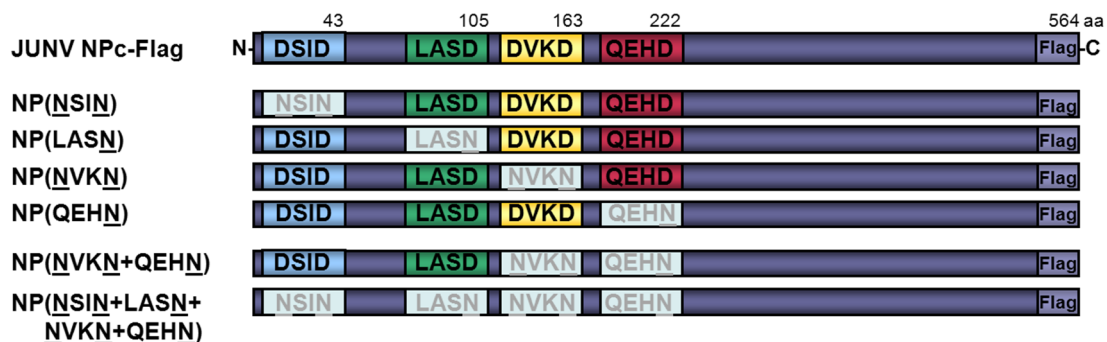 43 105 163 222 564 aa
JUNV NPc-Flag N- DSID LASD DVKD QEHD Flag -C
NP(NSIN) NSIN LASD DVKD QEHD Flag
NP(LASN) DSID LASN DVKD QEHD Flag
NP(NVKN) DSID LASD NVKN QEHD Flag
NP(QEHN) DSID LASD DVKD QEHN Flag
NP(NVKN+QEHN) DSID LASD NVKN QEHN Flag
NP(NSIN+LASN+ NSIN LASN NVKN QEHN Flag
NVKN+QEHN)